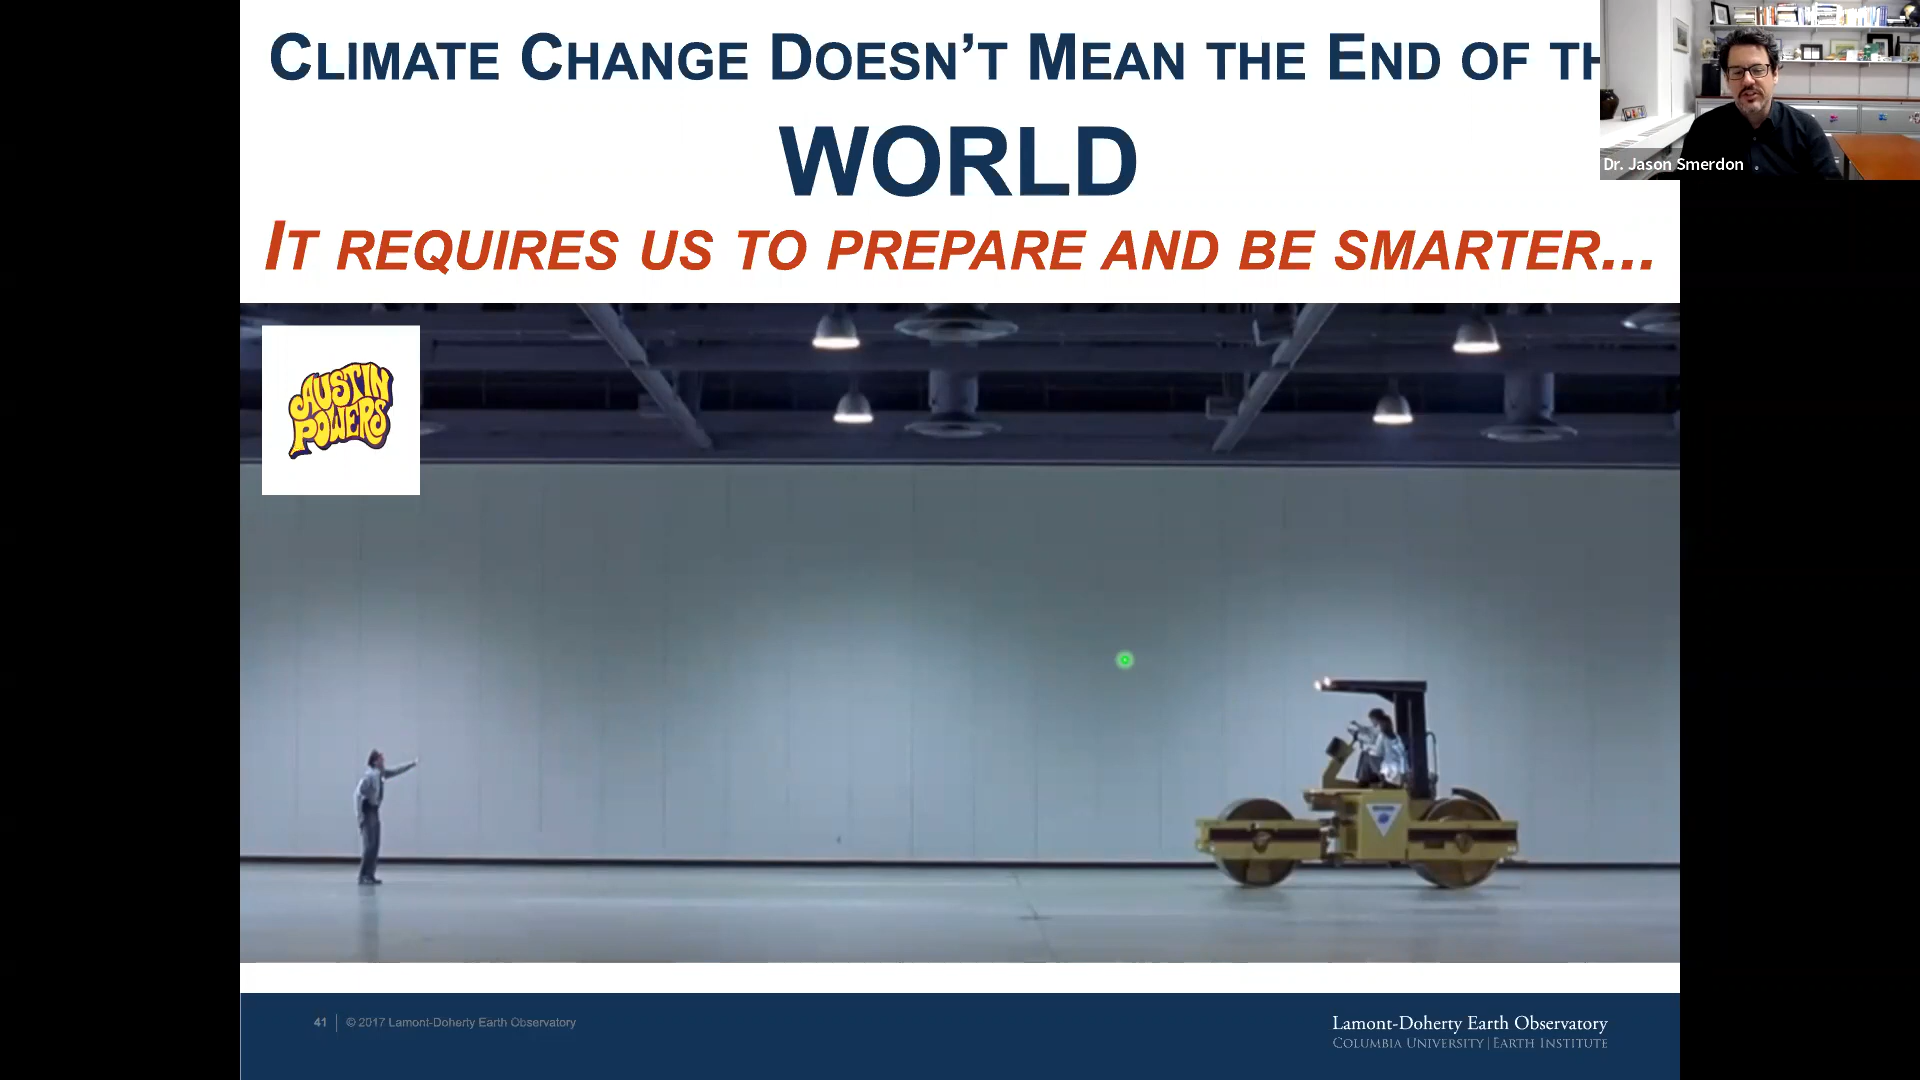 CLIMATE CHANGE DOESN'T MEAN THE END OF TH
WORLD
IT REQUIRES US TO PREPARE AND BE SMARTER...
Dr. Jason Smerdon
AUSTIN
POWERS
41 | © 2017 Lamont-Doherty Earth Observatory
Lamont-Doherty Earth Observatory
COLUMBIA UNIVERSITY | EARTH INSTITUTE